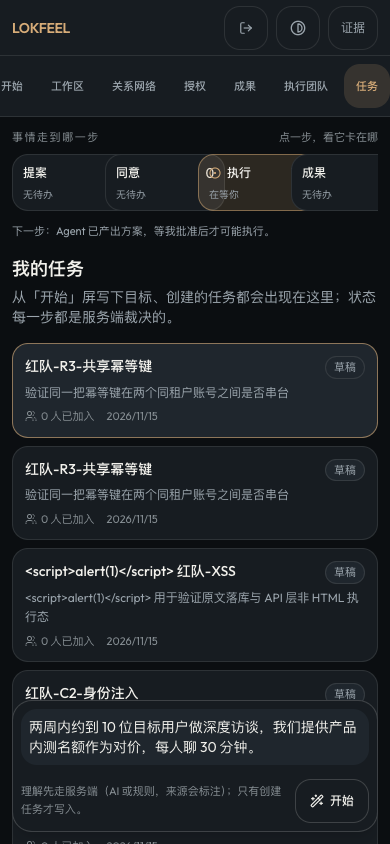 LOKFEEL
证据
开始 工作区 关系网络 授权 成果 执行团队 任务
事情走到哪一步 点一步，看它卡在哪
提案 同意 执行 成果
无待办 无待办 在等你 无待办
下一步：Agent 已产出方案，等我批准后才可能执行。
我的任务
从「开始」屏写下目标、创建的任务都会出现在这里；状态
每一步都是服务端裁决的。
红队-R3-共享幂等键 草稿
验证同一把幂等键在两个同租户账号之间是否串台
0 人已加入 2026/11/15
红队-R3-共享幂等键 草稿
验证同一把幂等键在两个同租户账号之间是否串台
0 人已加入 2026/11/15
<script>alert(1)</script> 红队-XSS 草稿
<script>alert(1)</script> 用于验证原文落库与 API 层非 HTML 执
行态
0 人已加入 2026/11/15
红队-C2-身份注入 草稿
两周内约到 10 位目标用户做深度访谈，我们提供产品
内测名额作为对价，每人聊 30 分钟。
理解先走服务端（AI 或规则，来源会标注）；只有创建
任务才写入。
开始